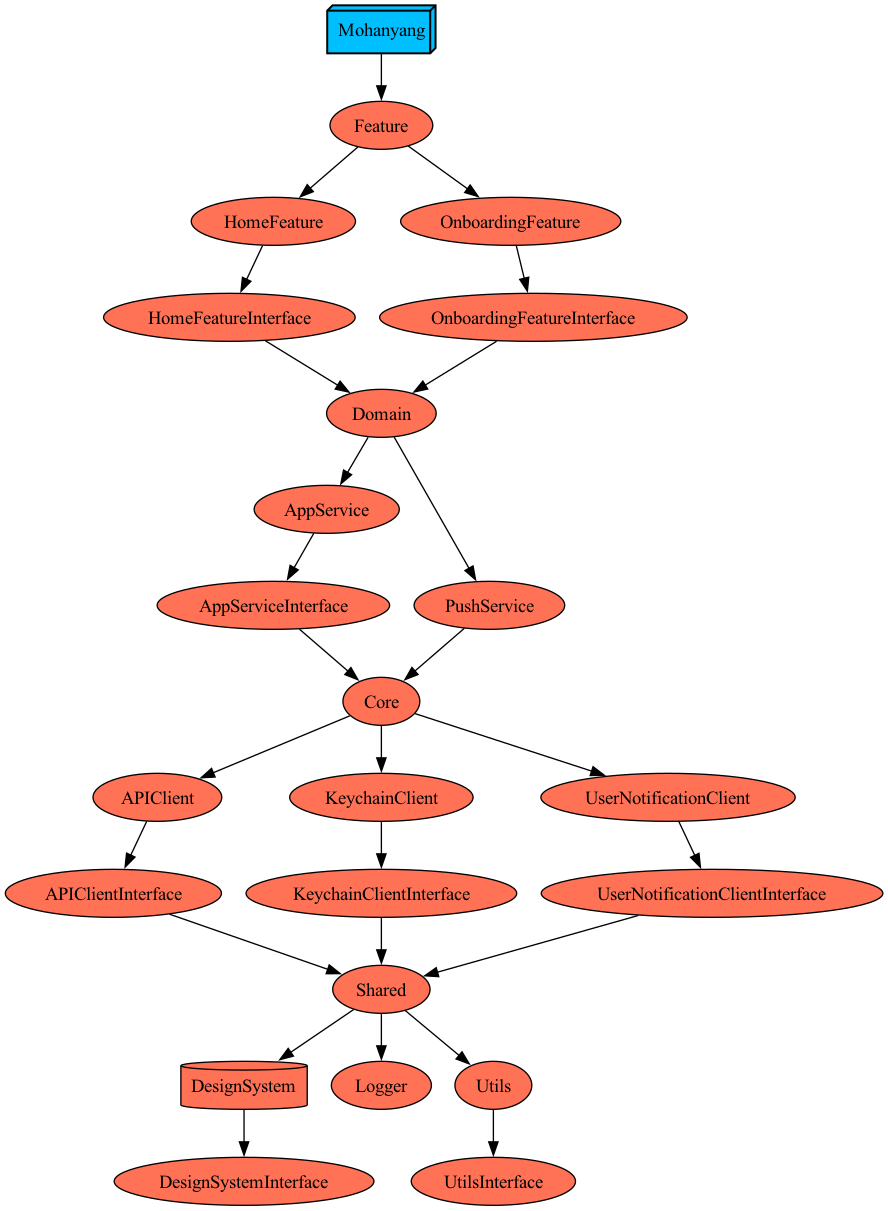 Mohanyang
Feature
HomeFeature
OnboardingFeature
HomeFeatureInterface
OnboardingFeatureInterface
Domain
AppService
AppServiceInterface
PushService
Core
APIClient
KeychainClient
UserNotificationClient
APIClientInterface
KeychainClientInterface
UserNotificationClientInterface
Shared
DesignSystem
Logger
Utils
DesignSystemInterface
UtilsInterface